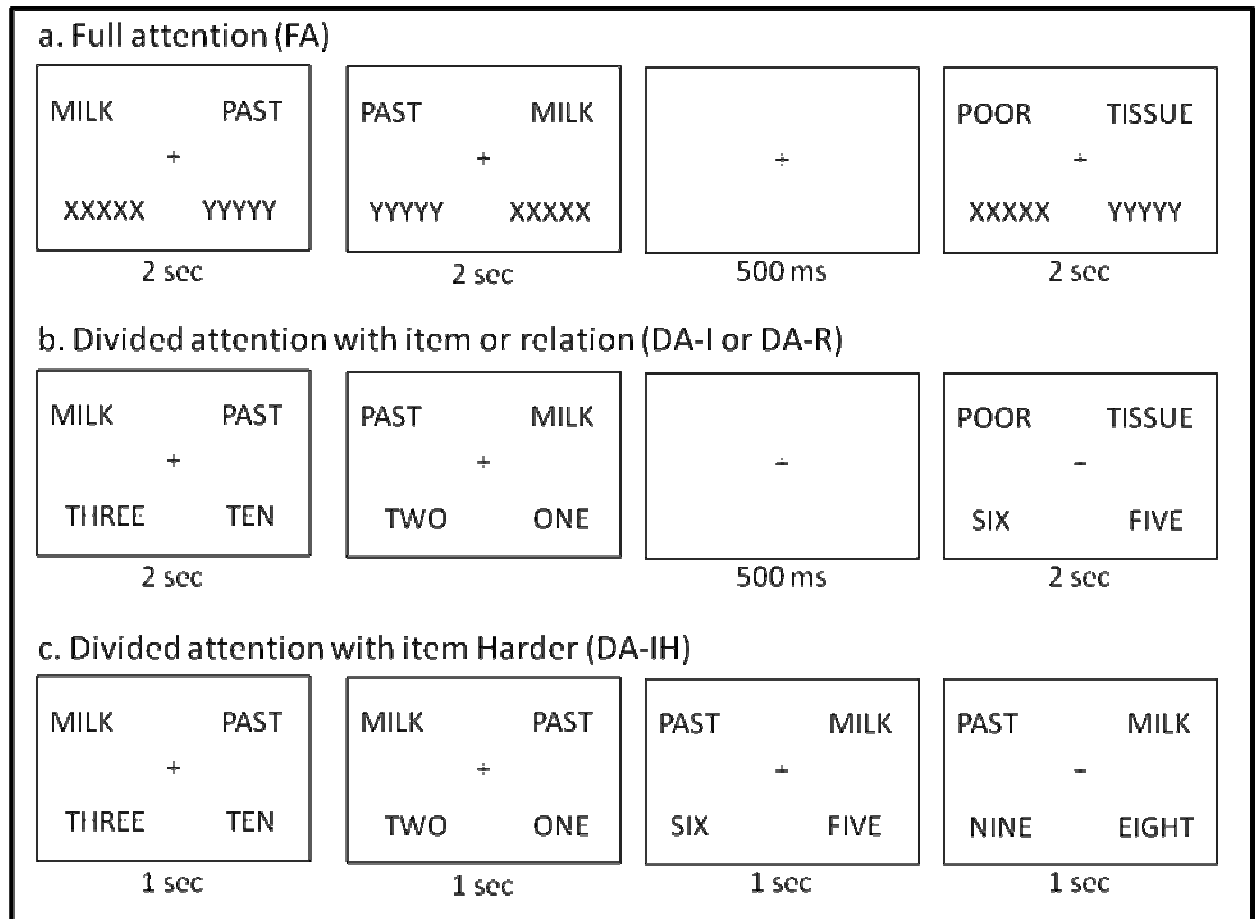 a. Full attention (FA)
MILK PAST PAST MILK POOR TISSUE
+ + + +
XXXXX YYYYY YYYYY XXXXX XXXXX YYYYY
2 sec 2 sec 500 ms 2 sec
b. Divided attention with item or relation (DA-I or DA-R)
MILK PAST PAST MILK POOR TISSUE
+ + + +
THREE TEN TWO ONE SIX FIVE
2 sec 500 ms 2 sec
c. Divided attention with item Harder (DA-IH)
MILK PAST MILK PAST PAST MILK PAST MILK
+ + + +
THREE TEN TWO ONE SIX FIVE NINE EIGHT
1 sec 1 sec 1 sec 1 sec